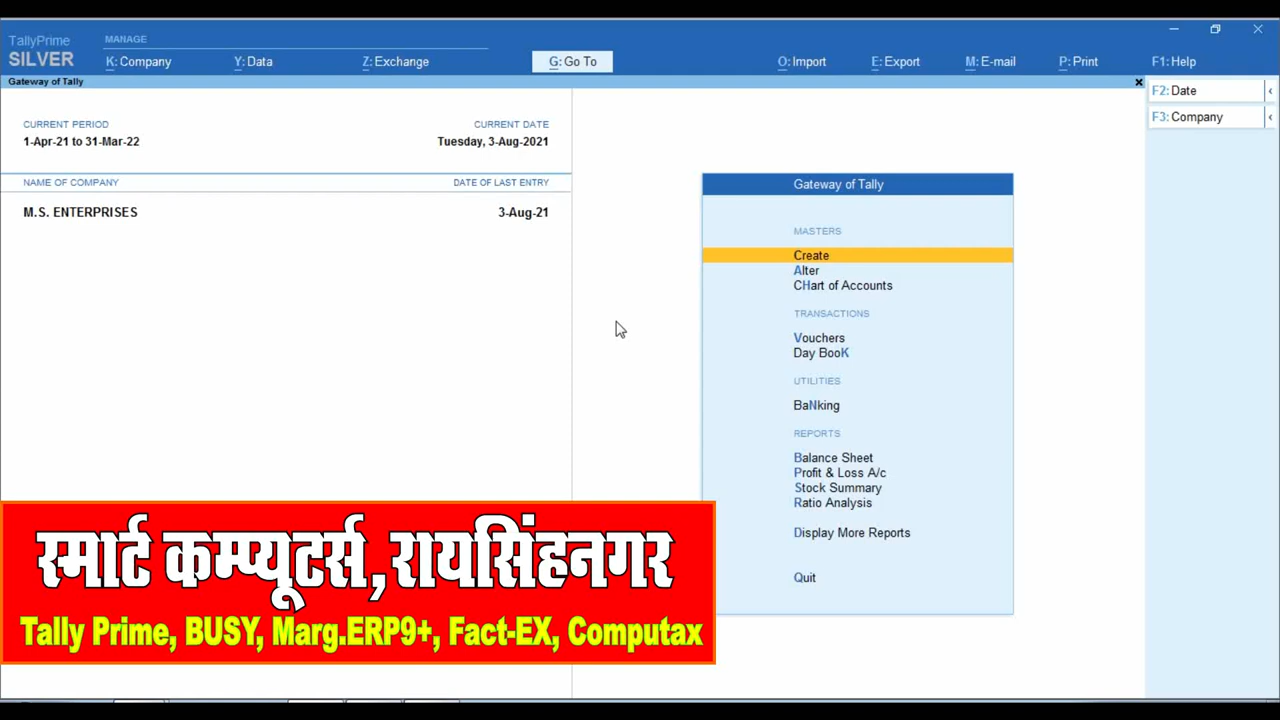 TallyPrime
SILVER
MANAGE
K: Company
Y: Data
Z: Exchange
G: Go To
O: Import
E: Export
M: E-mail
P: Print
F1: Help
Gateway of Tally
F2: Date
F3: Company
CURRENT PERIOD
CURRENT DATE
1-Apr-21 to 31-Mar-22
Tuesday, 3-Aug-2021
NAME OF COMPANY
DATE OF LAST ENTRY
M.S. ENTERPRISES
3-Aug-21
Gateway of Tally
MASTERS
Create
Alter
CHart of Accounts
TRANSACTIONS
Vouchers
Day BooK
UTILITIES
BaNking
REPORTS
Balance Sheet
Profit & Loss A/c
Stock Summary
Ratio Analysis
Display More Reports
Quit
स्मार्ट कम्प्यूटर्स,रायसिंहनगर
Tally Prime, BUSY, Marg.ERP9+, Fact-EX, Computax